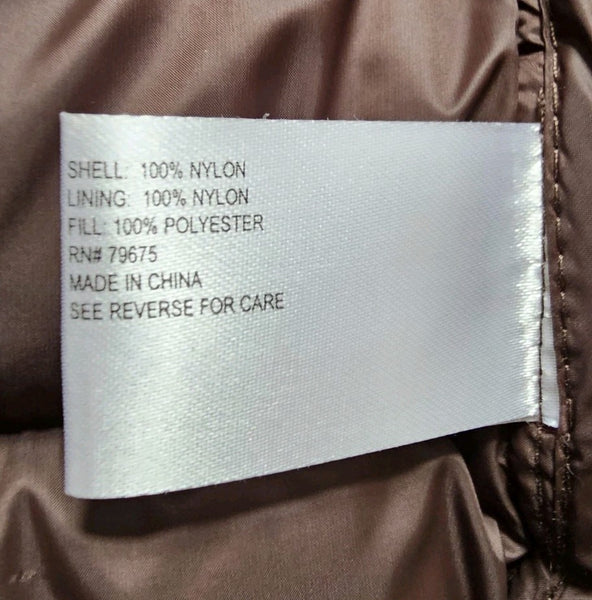 SHELL: 100% NYLON
LINING: 100% NYLON
FILL: 100% POLYESTER
RN# 79675
MADE IN CHINA
SEE REVERSE FOR CARE